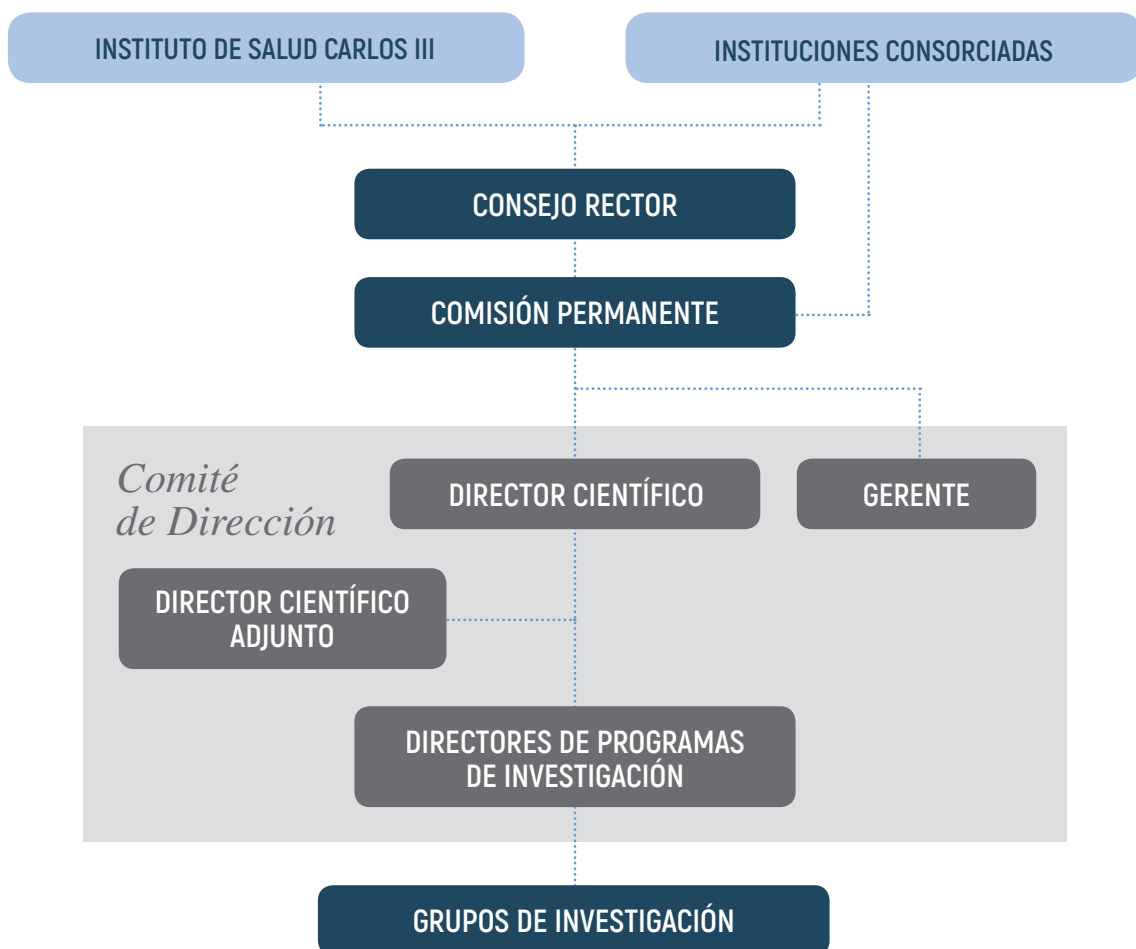 INSTITUTO DE SALUD CARLOS III
INSTITUCIONES CONSORCIADAS
CONSEJO RECTOR
COMISIÓN PERMANENTE
Comité
de Dirección
DIRECTOR CIENTÍFICO
GERENTE
DIRECTOR CIENTÍFICO
ADJUNTO
DIRECTORES DE PROGRAMAS
DE INVESTIGACIÓN
GRUPOS DE INVESTIGACIÓN